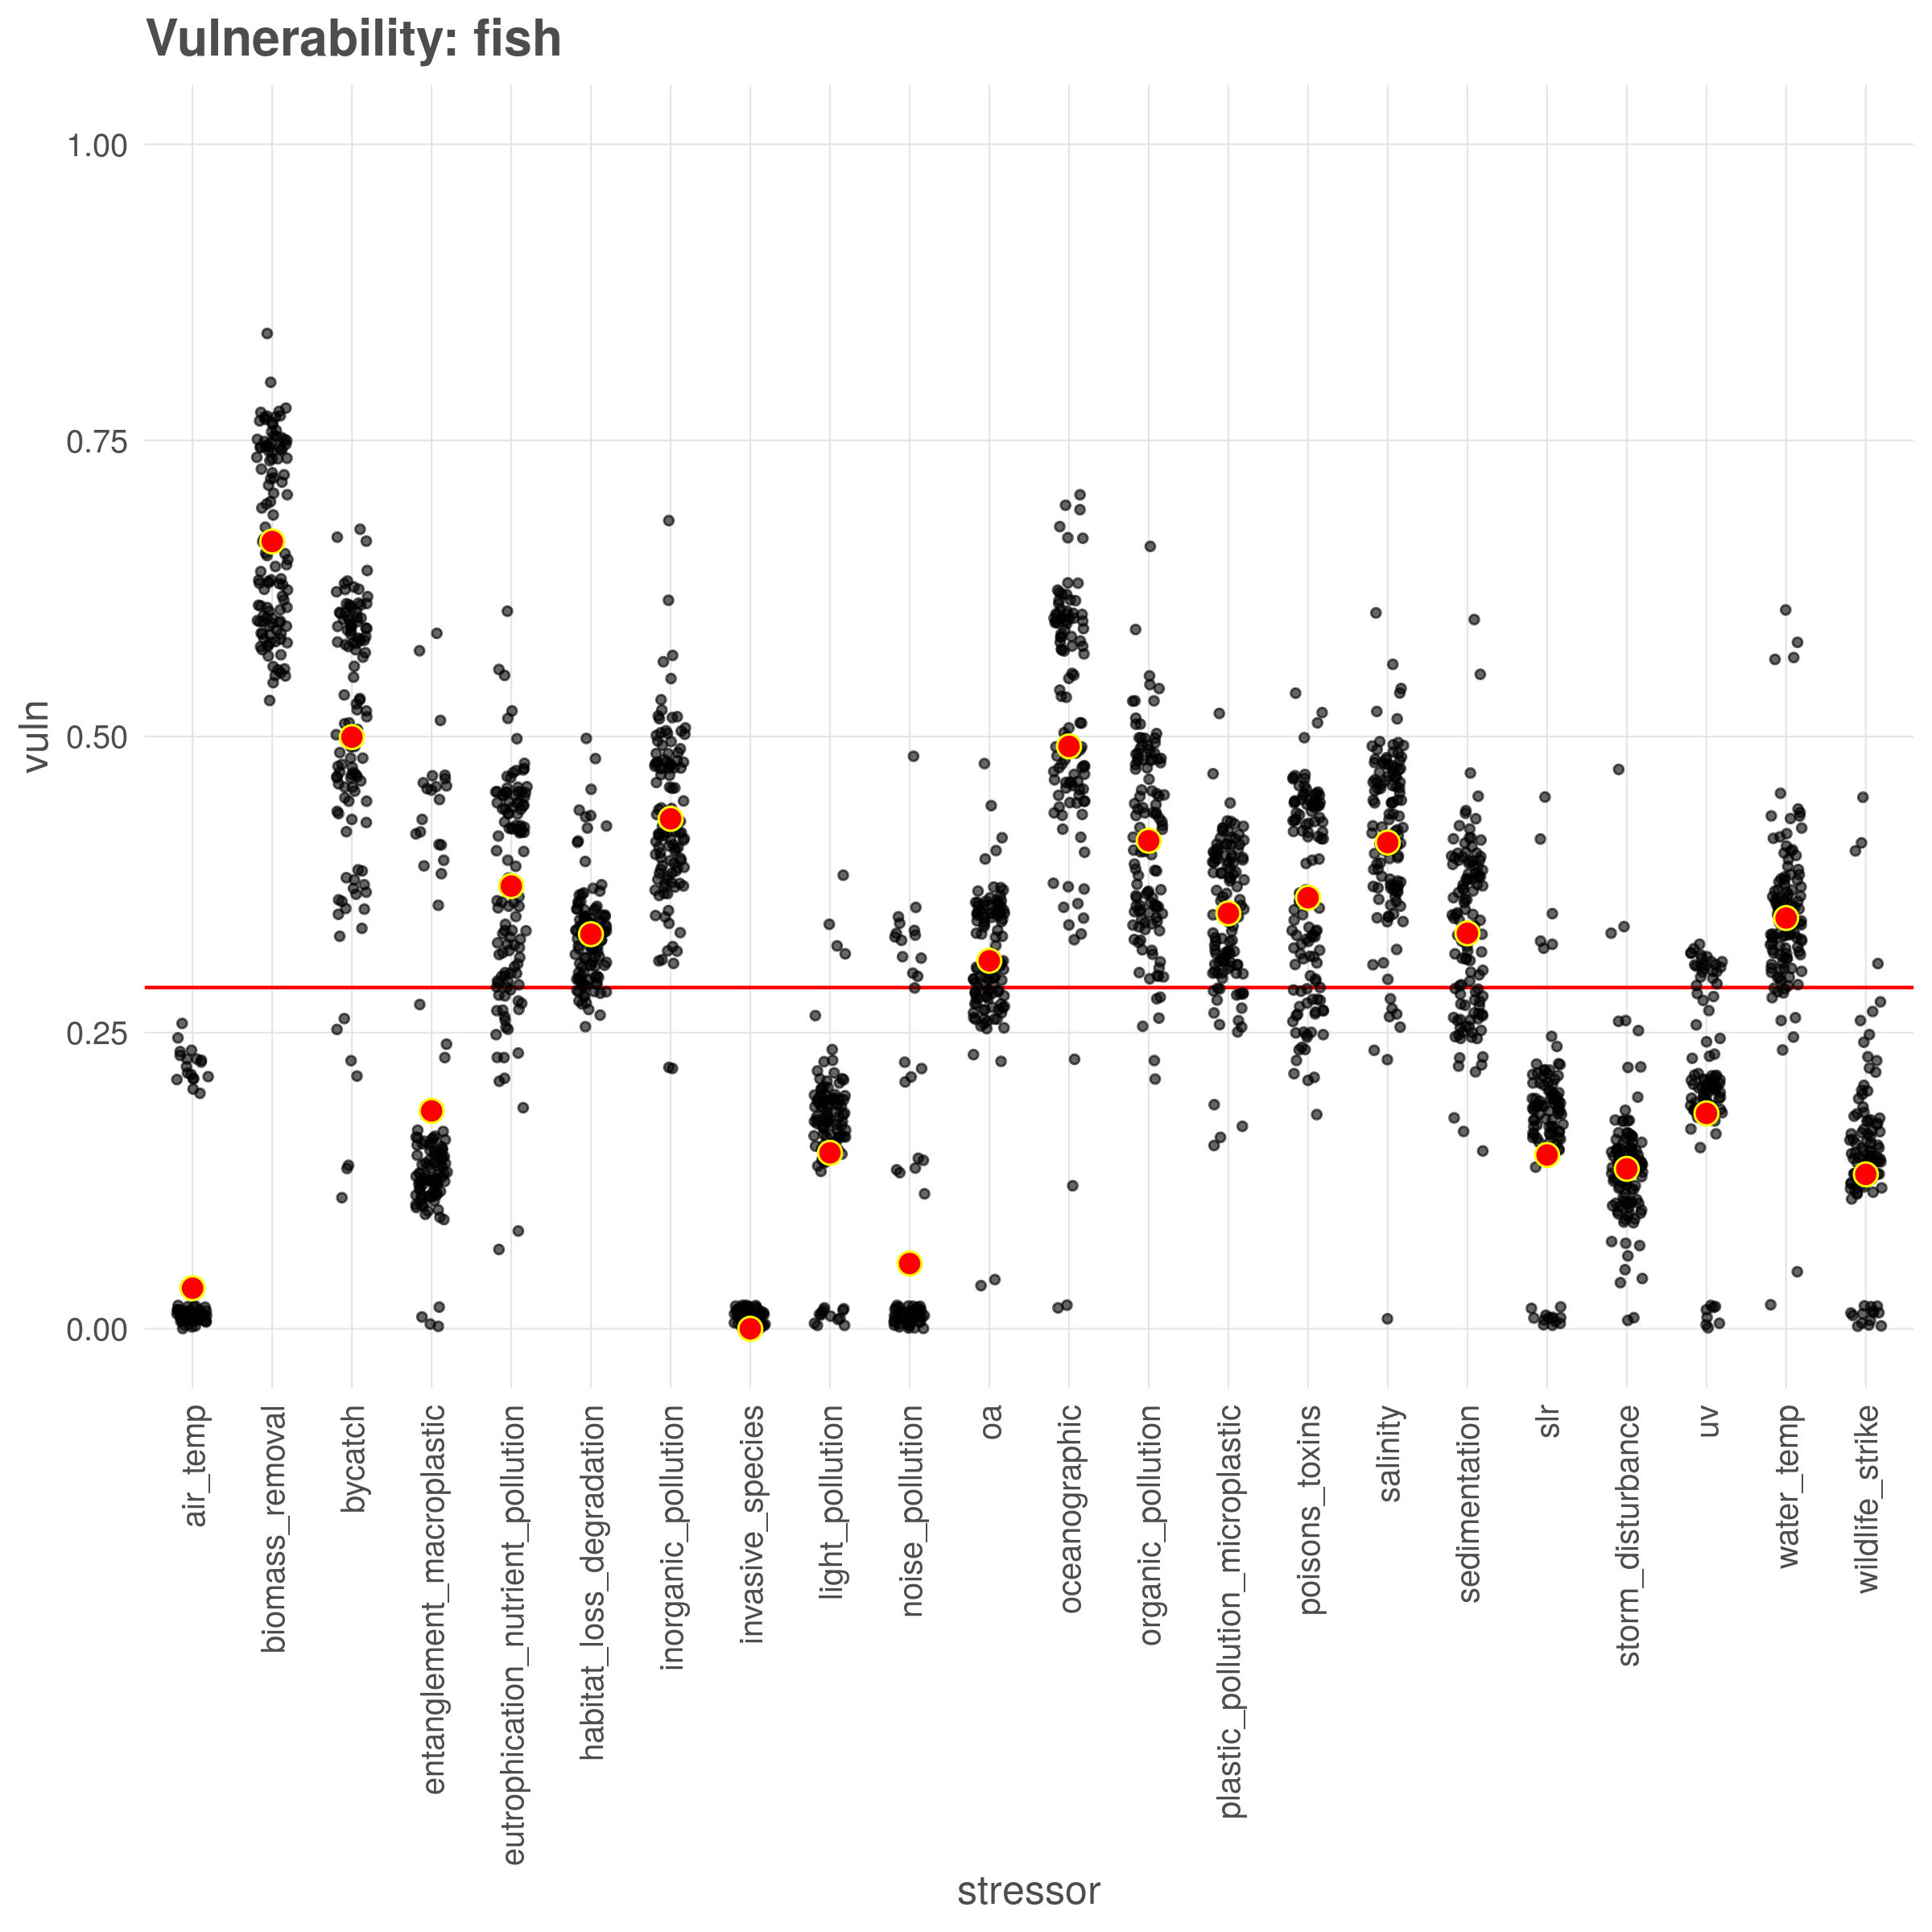 Vulnerability: fish
1.00
0.75
0.50
0.25
0.00
vuln
air_temp
biomass_removal
bycatch
entanglement_macroplastic
eutrophication_nutrient_pollution
habitat_loss_degradation
inorganic_pollution
invasive_species
light_pollution
noise_pollution
oa
oceanographic
organic_pollution
plastic_pollution_microplastic
poisons_toxins
salinity
sedimentation
slr
storm_disturbance
uv
water_temp
wildlife_strike
stressor